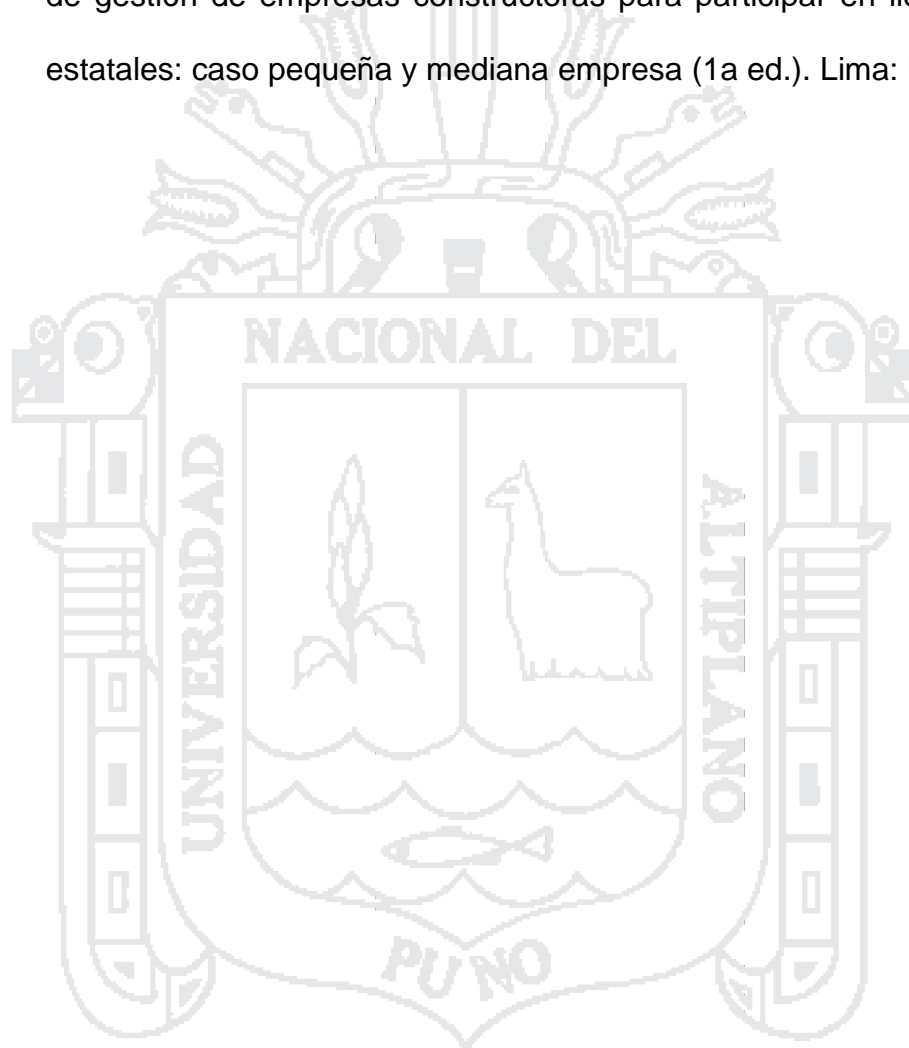 de gestión de empresas constructoras para participar en
estatales: caso pequeña y mediana empresa (1a ed.). Lima:
NACIONAL DEL
UNIVERSIDAD
ALTIPLANO
PUNO